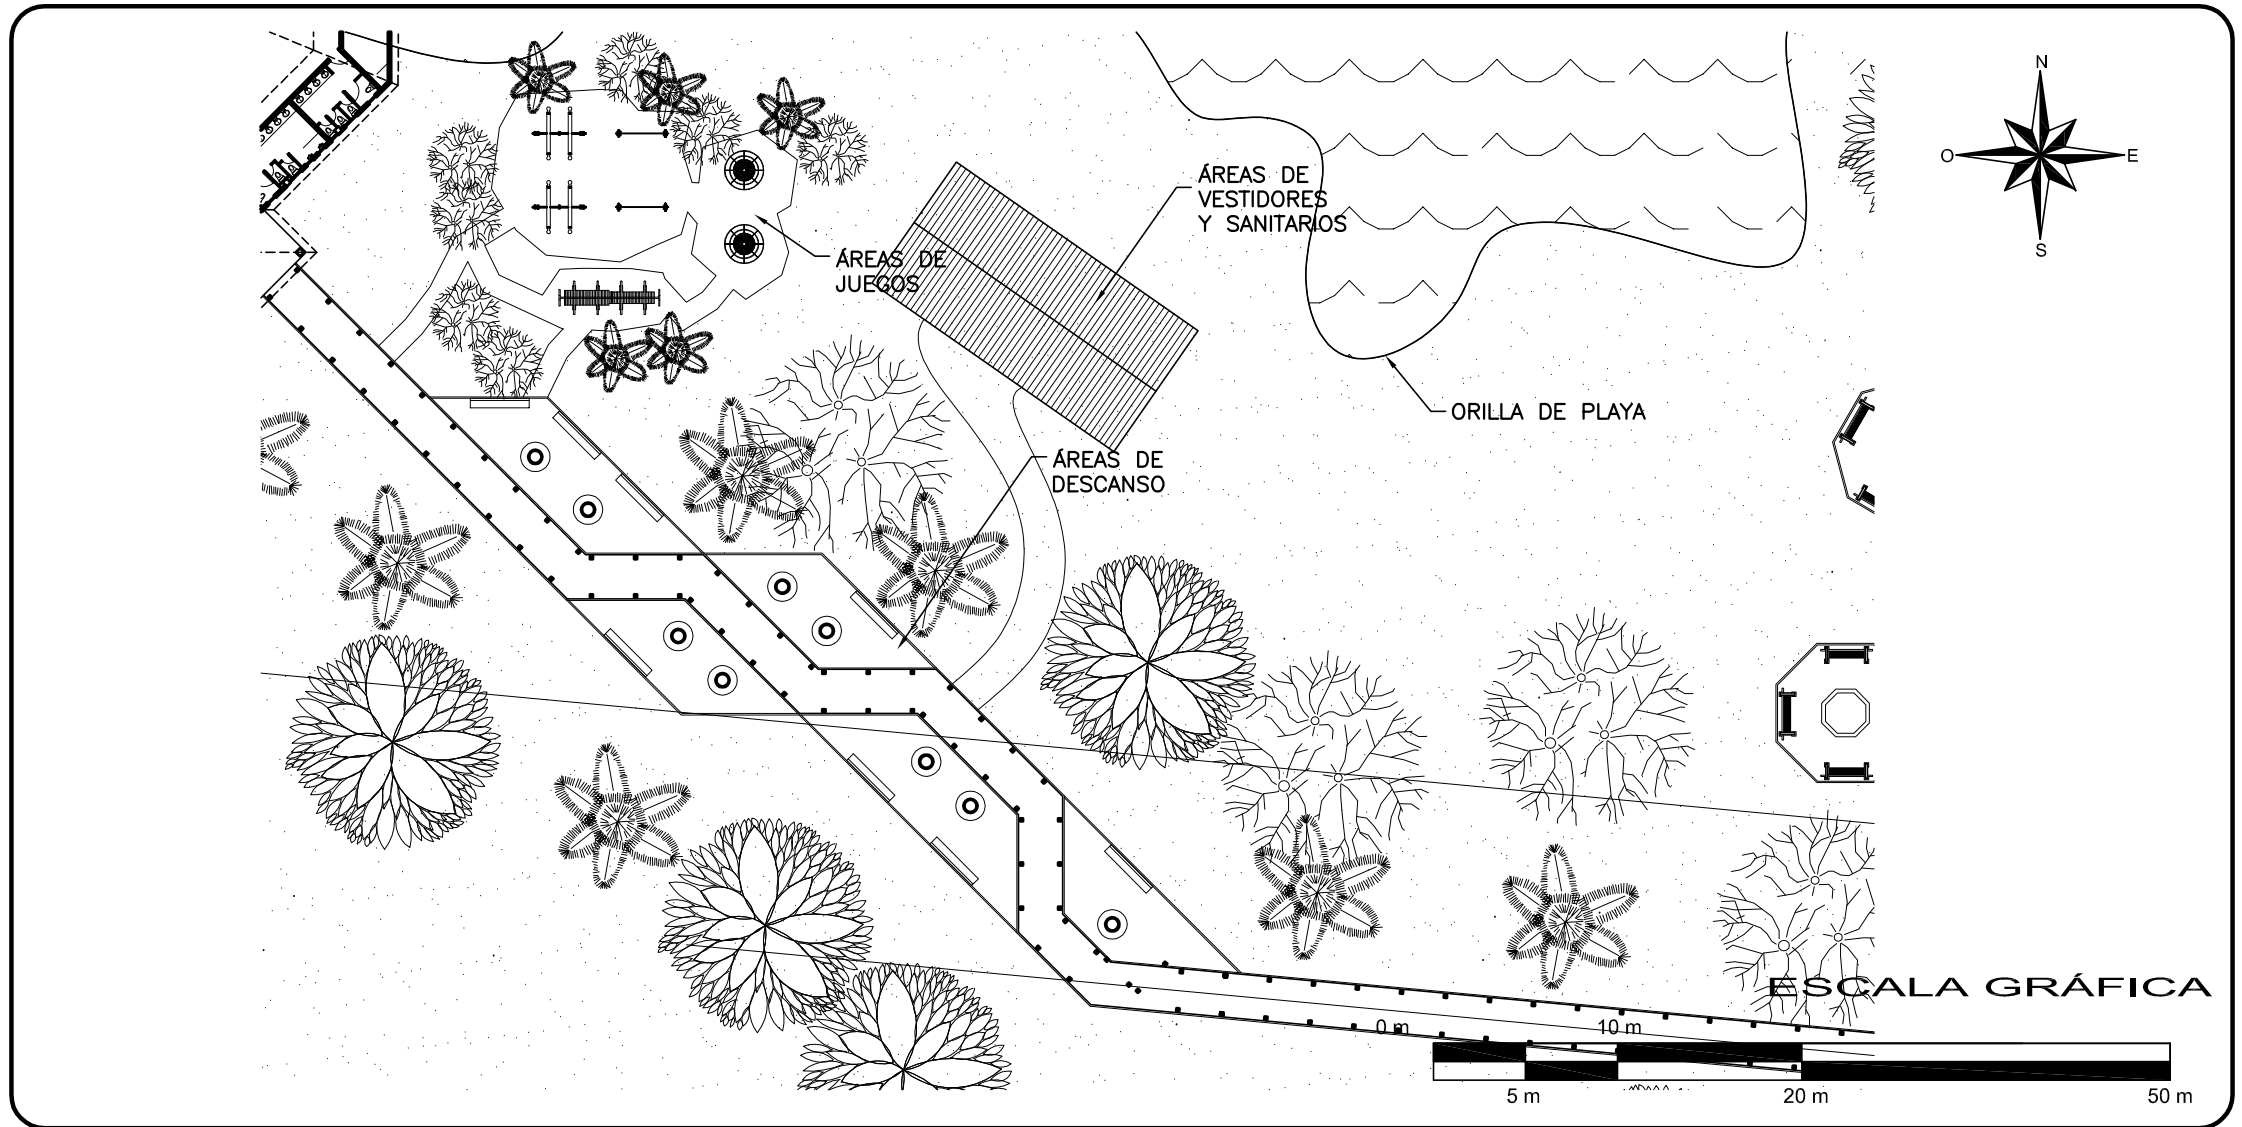 N
O
E
S
ÁREAS DE
VESTIDORES
Y SANITARIOS
ÁREAS DE
JUEGOS
ORILLA DE PLAYA
ÁREAS DE
DESCANSO
ESCALA GRÁFICA
0 m
10 m
5 m
20 m
50 m